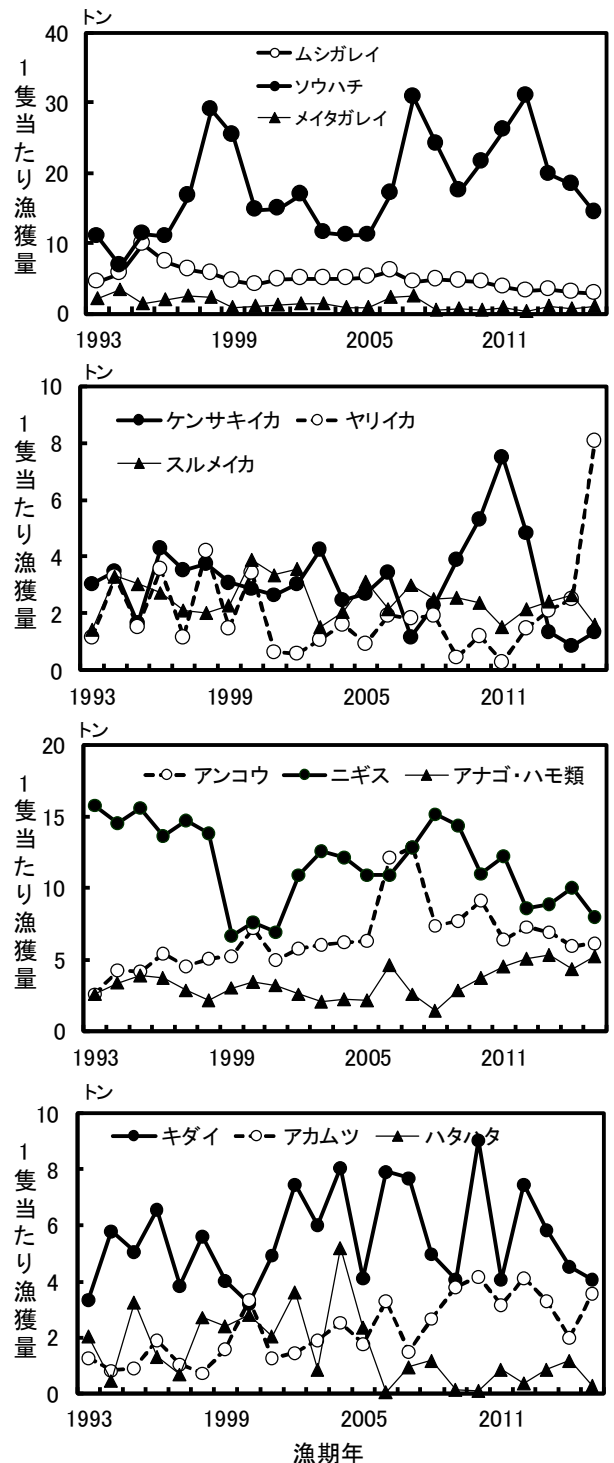 トン
1隻当たり漁獲量
40
30
20
10
0
ムシガレイ
ソウハチ
メイタガレイ
1993 1999 2005 2011
トン
1隻当たり漁獲量
10
8
6
4
2
0
ケンサキイカ ヤリイカ
スルメイカ
1993 1999 2005 2011
トン
1隻当たり漁獲量
20
15
10
5
0
アンコウ ニギス アナゴ・ハモ類
1993 1999 2005 2011
トン
1隻当たり漁獲量
10
8
6
4
2
0
キダイ アカムツ ハタハタ
1993 1999 2005 2011
漁期年